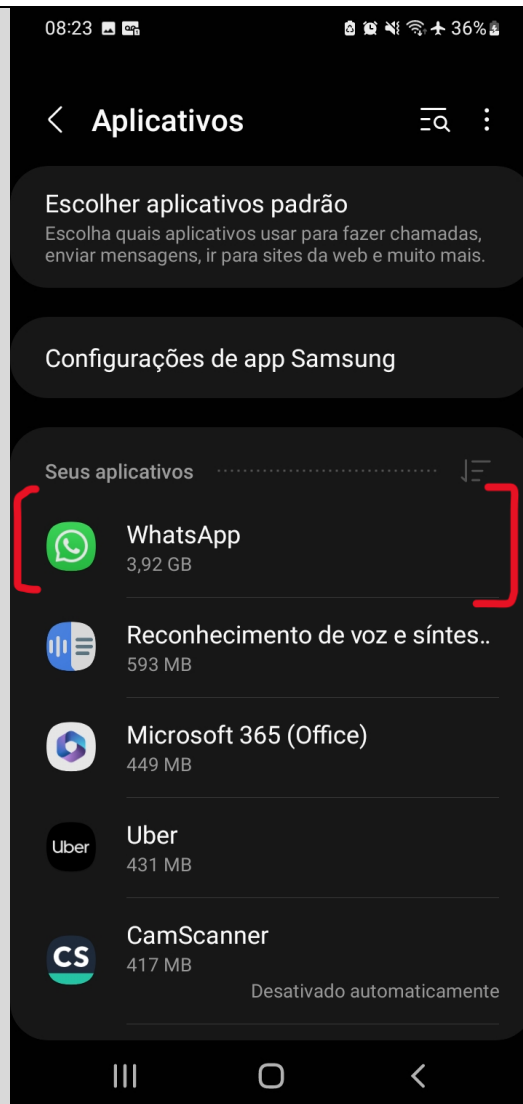 08:23 36%
Aplicativos
Escolher aplicativos padrão
Escolha quais aplicativos usar para fazer chamadas,
enviar mensagens, ir para sites da web e muito mais.
Configurações de app Samsung
Seus aplicativos
WhatsApp
3,92 GB
Reconhecimento de voz e síntes..
593 MB
Microsoft 365 (Office)
449 MB
Uber
Uber
431 MB
CS
CamScanner
417 MB
Desativado automaticamente